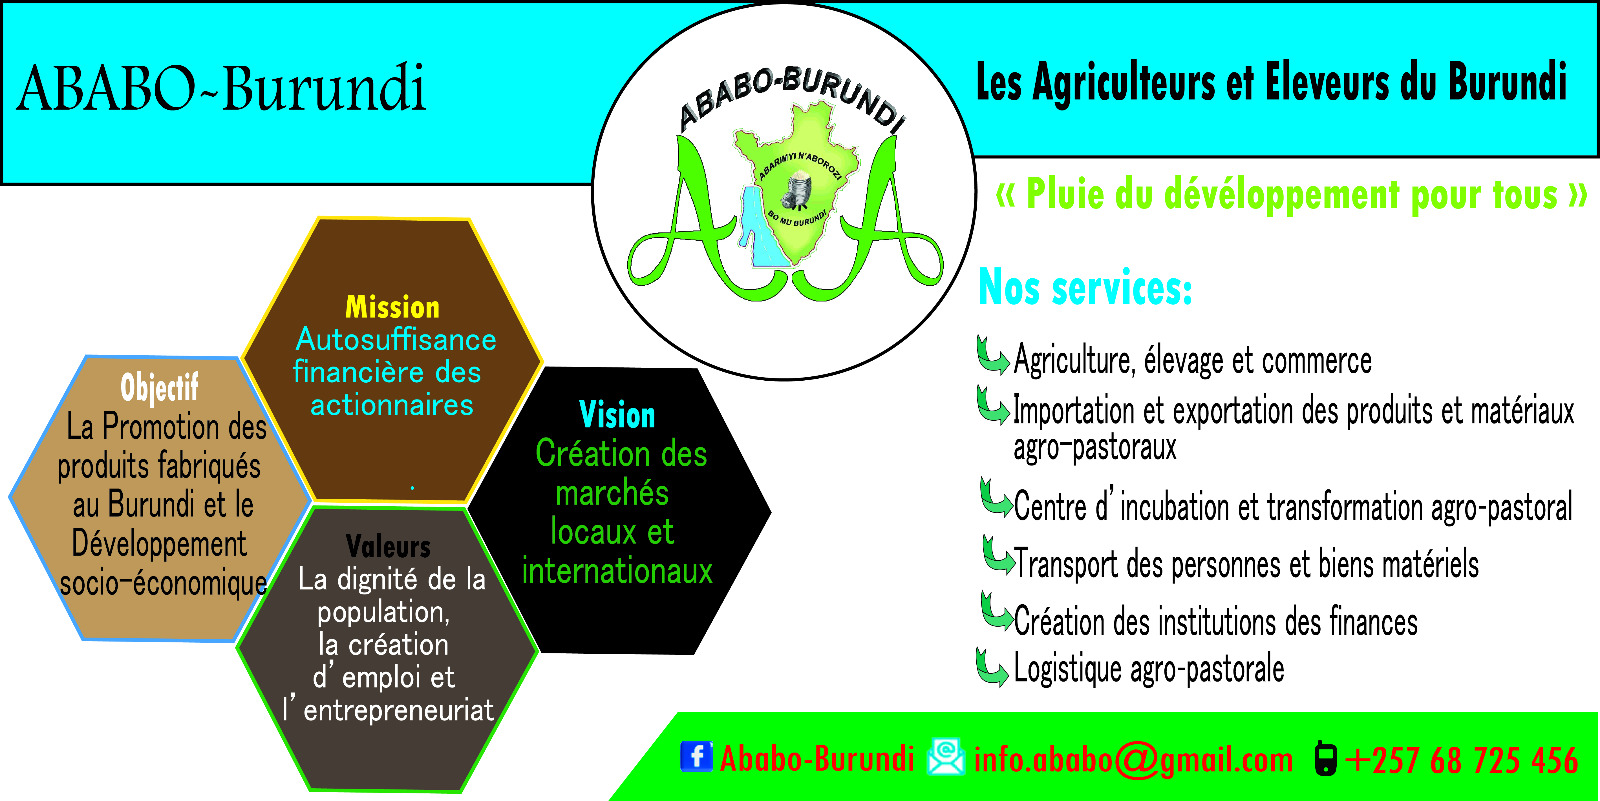 ABABO~Burundi
ABABO-BURUNDI
ABARIMYI N'ABOROZI
BO MU BURUNDI
Les Agriculteurs et Eleveurs du Burundi
« Pluie du dévéloppement pour tous »
Mission
Autosuffisance
financière des
actionnaires
Objectif
La Promotion des
produits fabriqués
au Burundi et le
Développement
socio-économique
Vision
Création des
marchés
locaux et
internationaux
Valeurs
La dignité de la
population,
la création
d’emploi et
l’entrepreneuriat
Nos services:
Agriculture, élevage et commerce
Importation et exportation des produits et matériaux
agro-pastoraux
Centre d’incubation et transformation agro-pastoral
Transport des personnes et biens matériels
Création des institutions des finances
Logistique agro-pastorale
Ababo-Burundi info.ababo@gmail.com +257 68 725 456